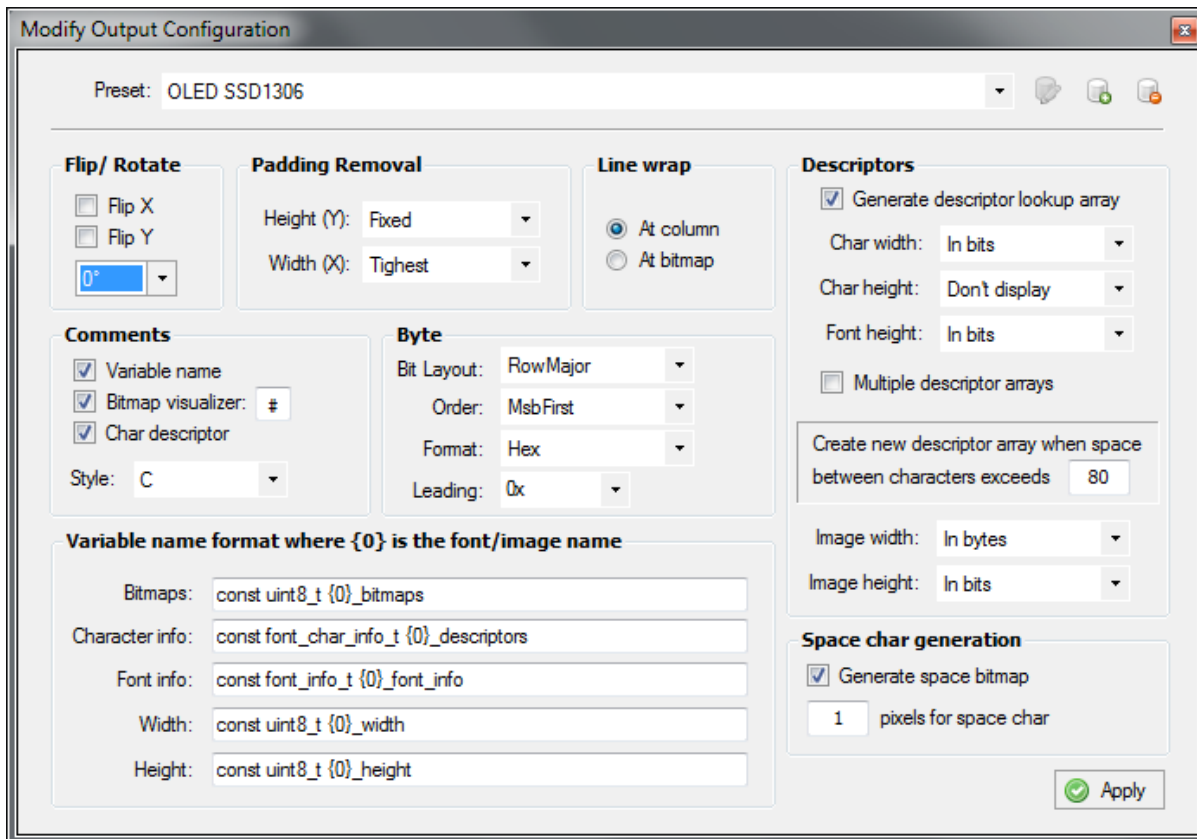 Modify Output Configuration
Preset: OLED SSD1306
Flip/ Rotate
Flip X
Flip Y
0°
Padding Removal
Height (Y): Fixed
Width (X): Tighest
Line wrap
At column
At bitmap
Descriptors
Generate descriptor lookup array
Char width: In bits
Char height: Don't display
Font height: In bits
Multiple descriptor arrays
Create new descriptor array when space
between characters exceeds 80
Image width: In bytes
Image height: In bits
Comments
Variable name
Bitmap visualizer: #
Char descriptor
Style: C
Byte
Bit Layout: RowMajor
Order: MsbFirst
Format: Hex
Leading: 0x
Variable name format where {0} is the font/image name
Bitmaps: const uint8_t {0}_bitmaps
Character info: const font_char_info_t {0}_descriptors
Font info: const font_info_t {0}_font_info
Width: const uint8_t {0}_width
Height: const uint8_t {0}_height
Space char generation
Generate space bitmap
1 pixels for space char
Apply